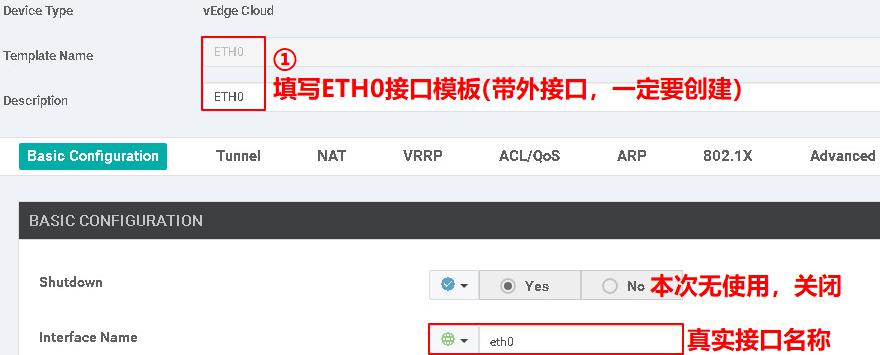 Device Type vEdge Cloud
Template Name ETH0
①
填写ETH0接口模板(带外接口，一定要创建)
Description ETH0
Basic Configuration Tunnel NAT VRRP ACL/QoS ARP 802.1X Advanced
BASIC CONFIGURATION
Shutdown Yes No 本次无使用，关闭
Interface Name eth0 真实接口名称